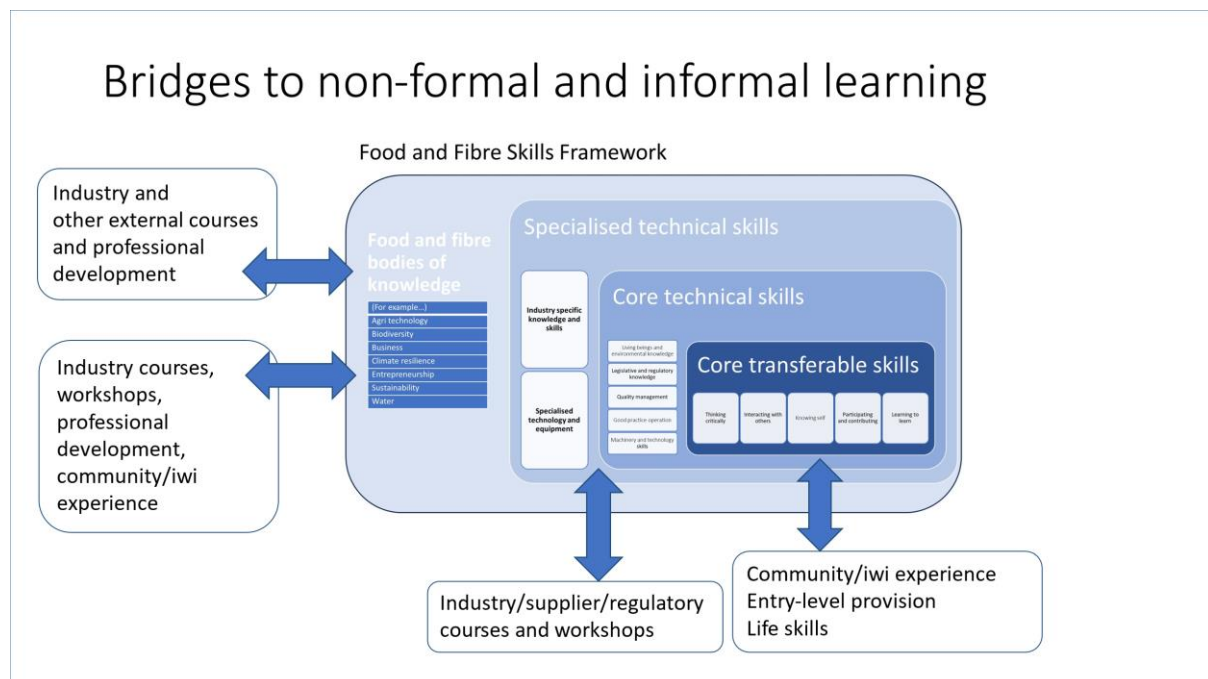 Bridges to non-formal and informal learning
Food and Fibre Skills Framework
Industry and
other external courses
and professional
development
Industry courses,
workshops,
professional
development,
community/iwi
experience
Food and fibre
bodies of
knowledge
(For example...)
Agri technology
Biodiversity
Business
Climate resilience
Entrepreneurship
Sustainability
Water
Specialised technical skills
Industry specific
knowledge and
skills
Specialised
technology and
equipment
Core technical skills
Living beings and
environmental knowledge
Legislative and regulatory
knowledge
Quality management
Good practice operation
Machinery and technology
skills
Core transferable skills
Thinking
critically
Interacting with
others
Knowing self
Participating
and contributing
Learning to
learn
Industry/supplier/regulatory
courses and workshops
Community/iwi experience
Entry-level provision
Life skills